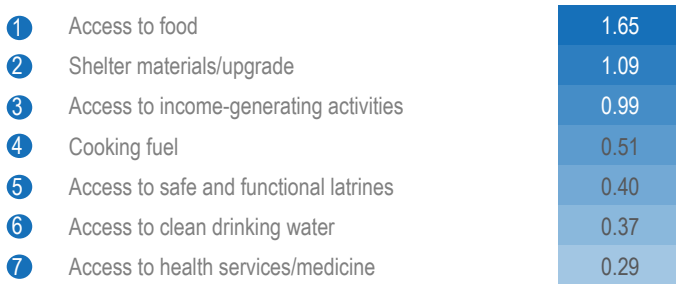 1 Access to food 1.65
2 Shelter materials/upgrade 1.09
3 Access to income-generating activities 0.99
4 Cooking fuel 0.51
5 Access to safe and functional latrines 0.40
6 Access to clean drinking water 0.37
7 Access to health services/medicine 0.29